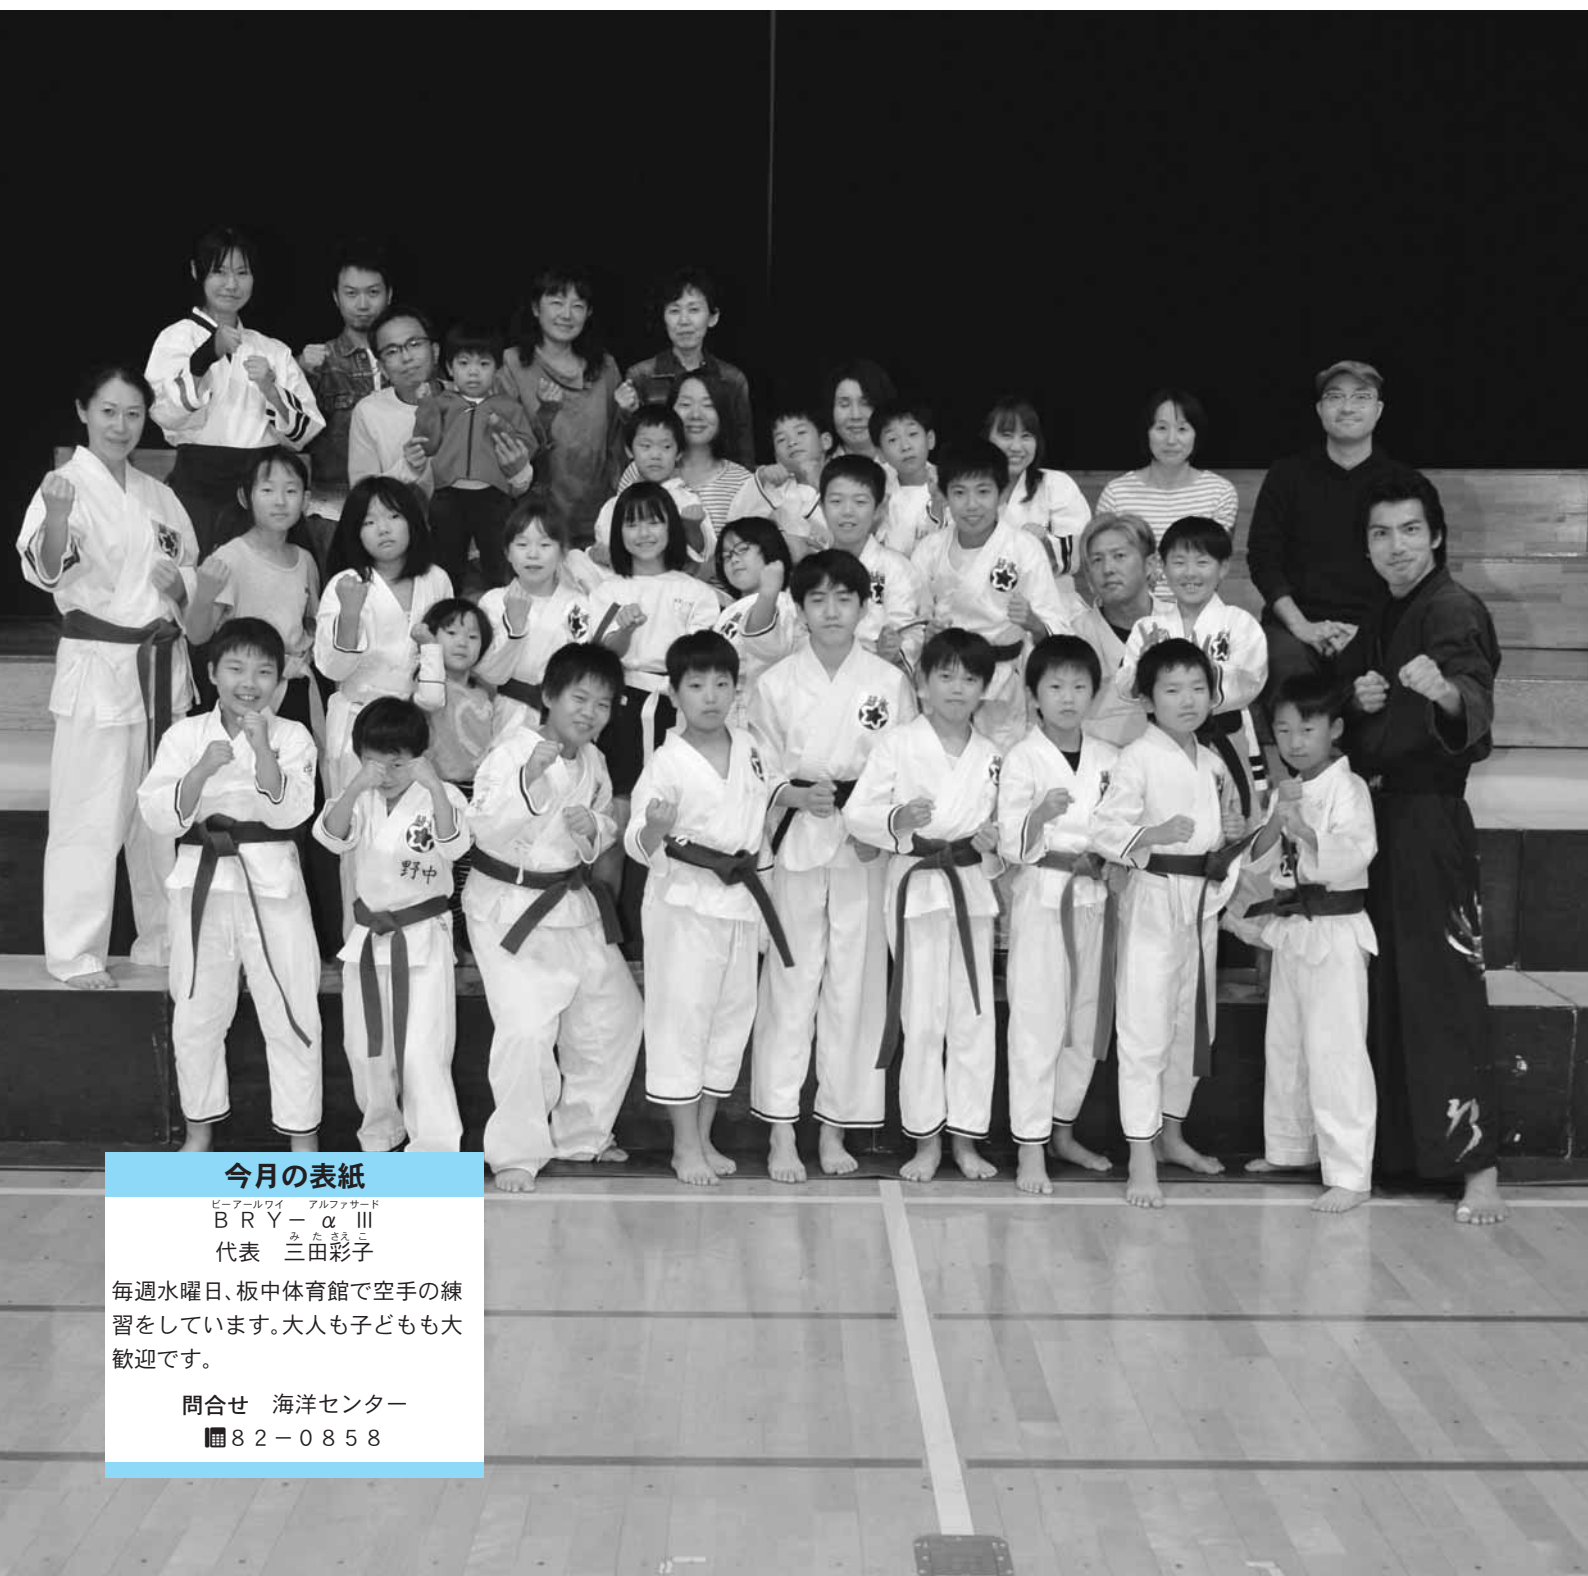 野中
今月の表紙
ビーアールワイ アルファサード
ＢＲＹ－α Ⅲ
みたさえこ
代表　三田彩子
毎週水曜日、板中体育館で空手の練
習をしています。大人も子どもも大
歓迎です。
問合せ　海洋センター
８２－０８５８